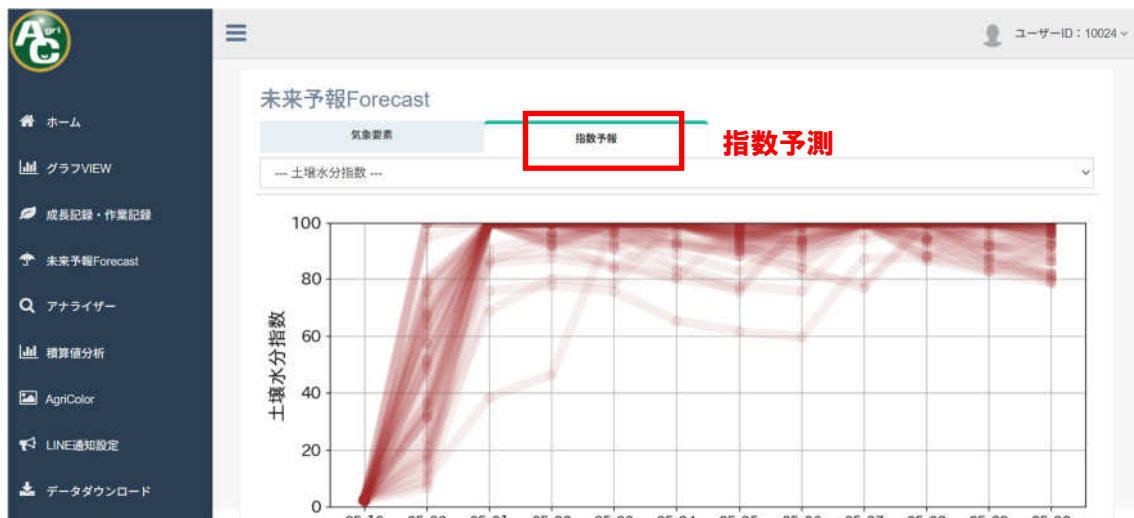 Agri
AC
ユーザーID：10024
ホーム
グラフVIEW
成長記録・作業記録
未来予報Forecast
アナライザー
積算値分析
AgriColor
LINE通知設定
データダウンロード
未来予報Forecast
気象要素
指数予報
指数予測
--- 土壌水分指数 ---
土壌水分指数
100
80
60
40
20
0